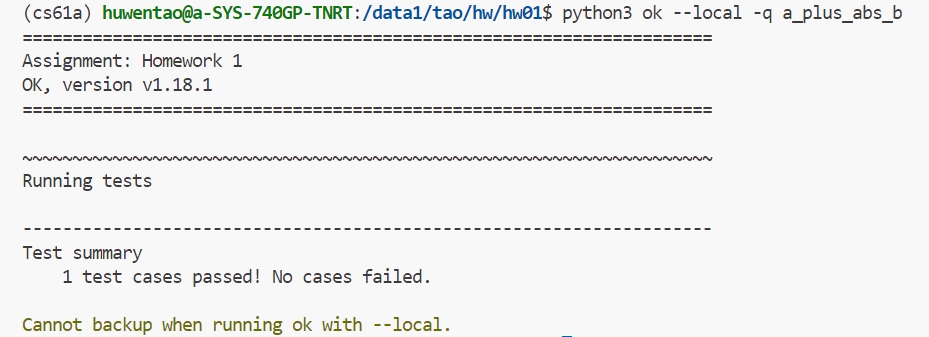 (cs61a) huwentao@a-SYS-740GP-TNRT:/data1/tao/hw/hw01$ python3 ok --local -q a_plus_abs_b
=====================================================================
Assignment: Homework 1
OK, version v1.18.1
=====================================================================
~~~~~~~~~~~~~~~~~~~~~~~~~~~~~~~~~~~~~~~~~~~~~~~~~~~~~~~~~~~~~~~~~~~~~
Running tests
---------------------------------------------------------------------
Test summary
    1 test cases passed! No cases failed.
Cannot backup when running ok with --local.